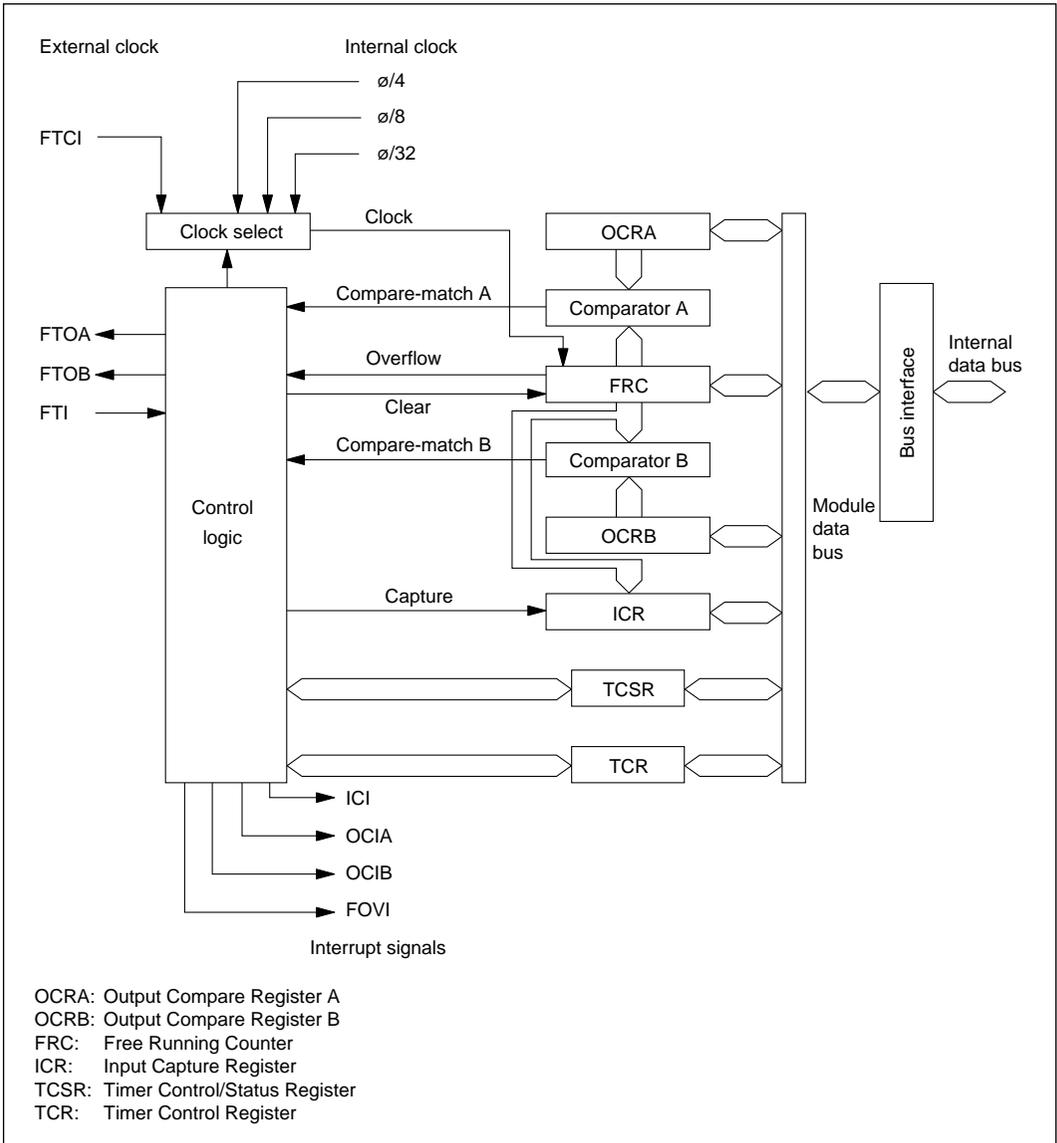 External clock
Internal clock
ø/4
ø/8
FTCI
ø/32
Clock
Clock select
OCRA
Compare-match A
Comparator A
FTOA
Overflow
FTOB
FRC
Internal
data bus
Clear
FTI
Bus interface
Compare-match B
Comparator B
Control
logic
Module
data
bus
OCRB
Capture
ICR
TCSR
TCR
ICI
OCIA
OCIB
FOVI
Interrupt signals
OCRA: Output Compare Register A
OCRB: Output Compare Register B
FRC: Free Running Counter
ICR: Input Capture Register
TCSR: Timer Control/Status Register
TCR: Timer Control Register